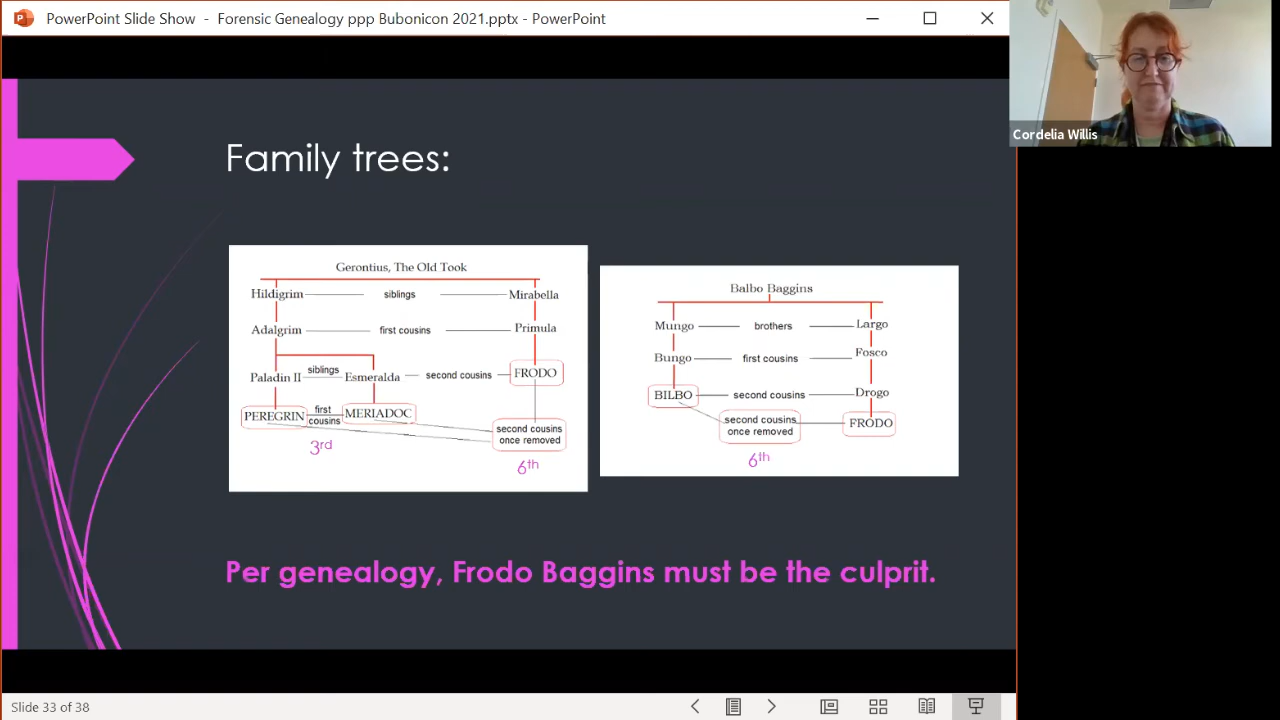 PowerPoint Slide Show - Forensic Genealogy ppp Bubonicon 2021.pptx - PowerPoint
Cordelia Willis
Family trees:
Gerontius, The Old Took
Hildigrim siblings Mirabella
Adalgrim first cousins Primula
Paladin II siblings Esmeralda second cousins FRODO
PEREGRIN first cousins MERIADOC
second cousins
once removed
3rd
6th
Balbo Baggins
Mungo brothers Largo
Bungo first cousins Fosco
BILBO second cousins Drogo
second cousins
once removed
FRODO
6th
Per genealogy, Frodo Baggins must be the culprit.
Slide 33 of 38